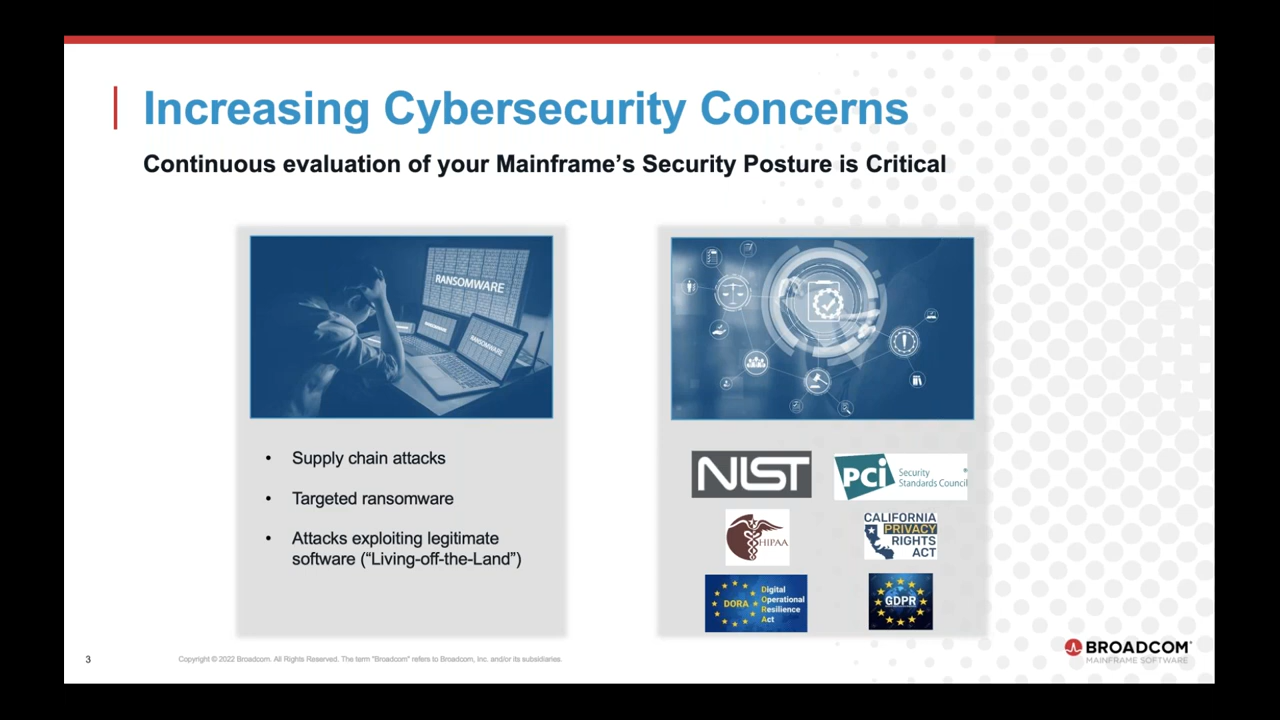 Increasing Cybersecurity Concerns
Continuous evaluation of your Mainframe’s Security Posture is Critical
RANSOMWARE
RANSOMWARE
RANSOMWARE
• Supply chain attacks
• Targeted ransomware
• Attacks exploiting legitimate
software (“Living-off-the-Land”)
NIST
PCi Security
Standards Council
®
HIPAA
CALIFORNIA
PRIVACY
RIGHTS
ACT
DORA
Digital
Operational
Resilience
Act
GDPR
3
Copyright © 2022 Broadcom. All Rights Reserved. The term "Broadcom" refers to Broadcom, Inc. and/or its subsidiaries.
BROADCOM®
MAINFRAME SOFTWARE